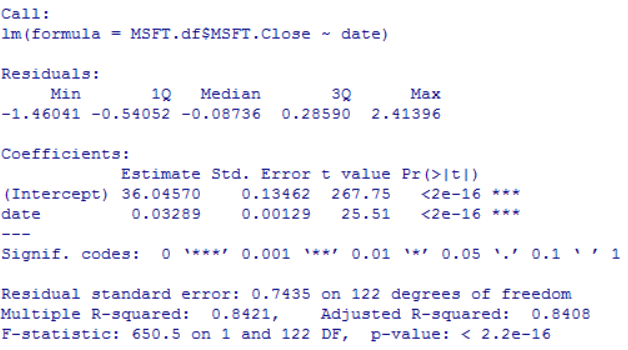 Call:
lm(formula = MSFT.df$MSFT.Close ~ date)
Residuals:
Min 1Q Median 3Q Max
-1.46041 -0.54052 -0.08736 0.28590 2.41396
Coefficients:
Estimate Std. Error t value Pr(>|t|)
(Intercept) 36.04570 0.13462 267.75 <2e-16 ***
date 0.03289 0.00129 25.51 <2e-16 ***
---
Signif. codes: 0 ‘***’ 0.001 ‘**’ 0.01 ‘*’ 0.05 ‘.’ 0.1 ‘ ’ 1
Residual standard error: 0.7435 on 122 degrees of freedom
Multiple R-squared: 0.8421, Adjusted R-squared: 0.8408
F-statistic: 650.5 on 1 and 122 DF, p-value: < 2.2e-16